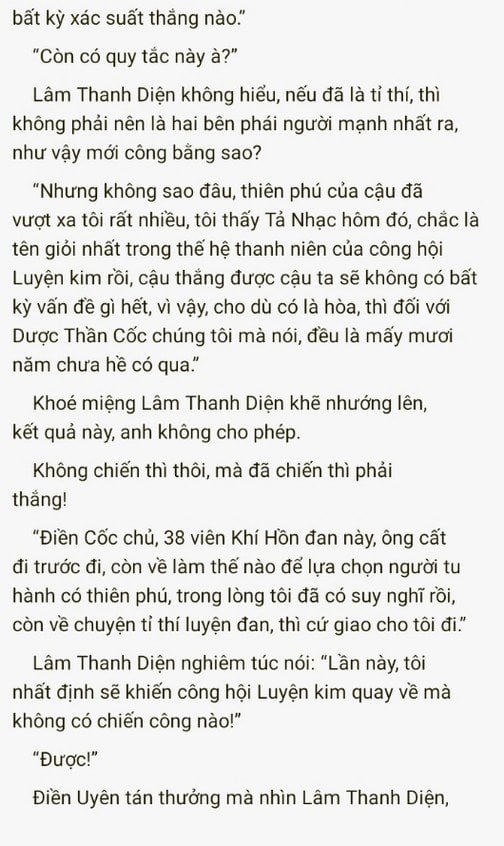 bất kỳ xác suất thắng nào.”
“Còn có quy tắc này à?”
Lâm Thanh Diện không hiểu, nếu đã là tỉ thí, thì
không phải nên là hai bên phái người mạnh nhất ra,
như vậy mới công bằng sao?
“Nhưng không sao đâu, thiên phú của cậu đã
vượt xa tôi rất nhiều, tôi thấy Tả Nhạc hôm đó, chắc là
tên giỏi nhất trong thế hệ thanh niên của công hội
Luyện kim rồi, cậu thắng được cậu ta sẽ không có bất
kỳ vấn đề gì hết, vì vậy, cho dù có là hòa, thì đối với
Dược Thần Cốc chúng tôi mà nói, đều là mấy mươi
năm chưa hề có qua.”
Khoé miệng Lâm Thanh Diện khẽ nhướng lên,
kết quả này, anh không cho phép.
Không chiến thì thôi, mà đã chiến thì phải
thắng!
“Điền Cốc chủ, 38 viên Khí Hồn đan này, ông cất
đi trước đi, còn về làm thế nào để lựa chọn người tu
hành có thiên phú, trong lòng tôi đã có suy nghĩ rồi,
còn về chuyện tỉ thí luyện đan, thì cứ giao cho tôi đi.”
Lâm Thanh Diện nghiêm túc nói: “Lần này, tôi
nhất định sẽ khiến công hội Luyện kim quay về mà
không có chiến công nào!”
“Được!”
Điền Uyên tán thưởng mà nhìn Lâm Thanh Diện,